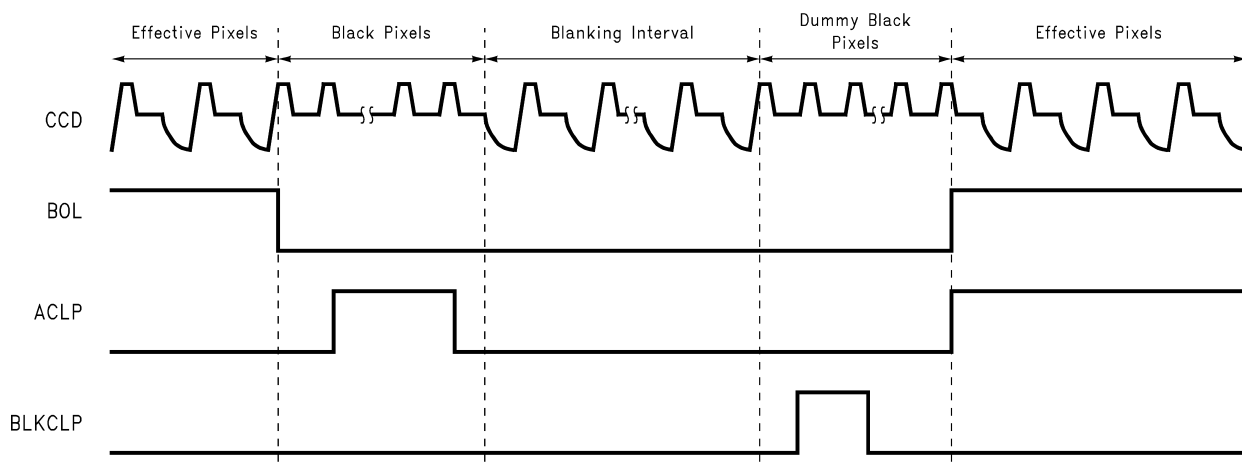 Effective Pixels
Black Pixels
Blanking Interval
Dummy Black
Pixels
Effective Pixels
CCD
BOL
ACLP
BLKCLP